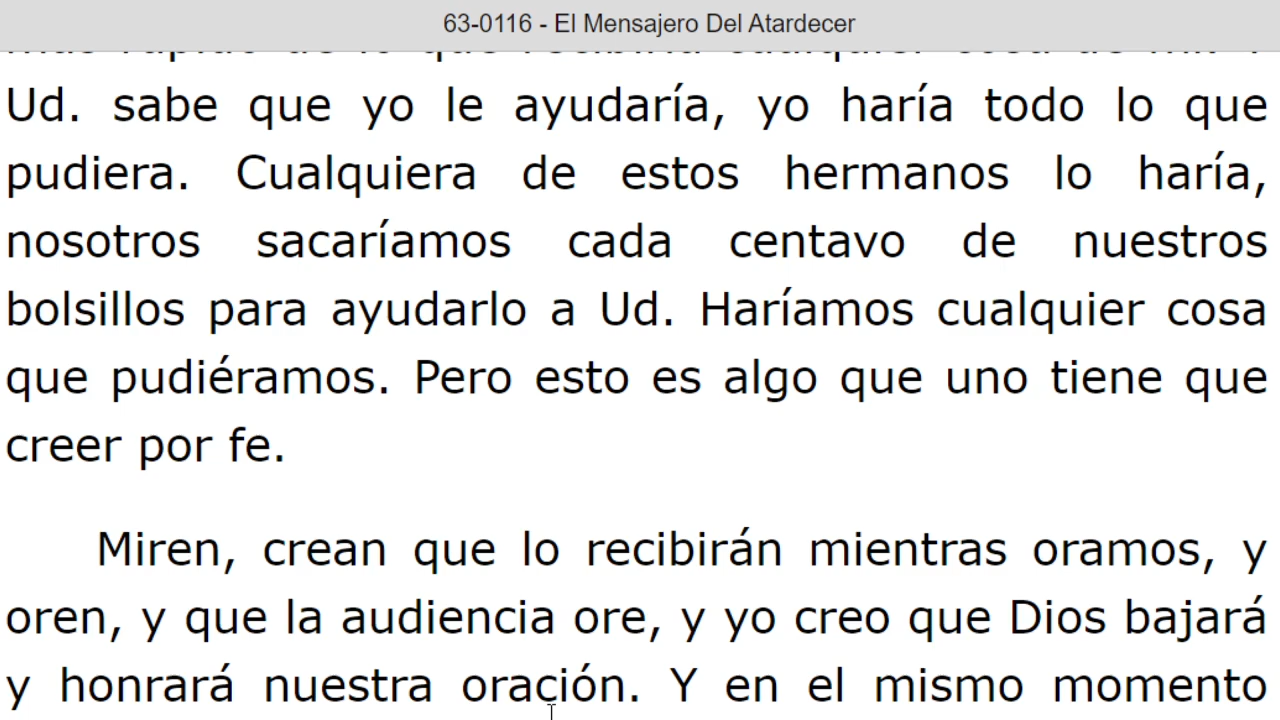 63-0116 - El Mensajero Del Atardecer
Ud. sabe que yo le ayudaría, yo haría todo lo que
pudiera. Cualquiera de estos hermanos lo haría,
nosotros sacaríamos cada centavo de nuestros
bolsillos para ayudarlo a Ud. Haríamos cualquier cosa
que pudiéramos. Pero esto es algo que uno tiene que
creer por fe.
Miren, crean que lo recibirán mientras oramos, y
oren, y que la audiencia ore, y yo creo que Dios bajará
y honrará nuestra oración. Y en el mismo momento